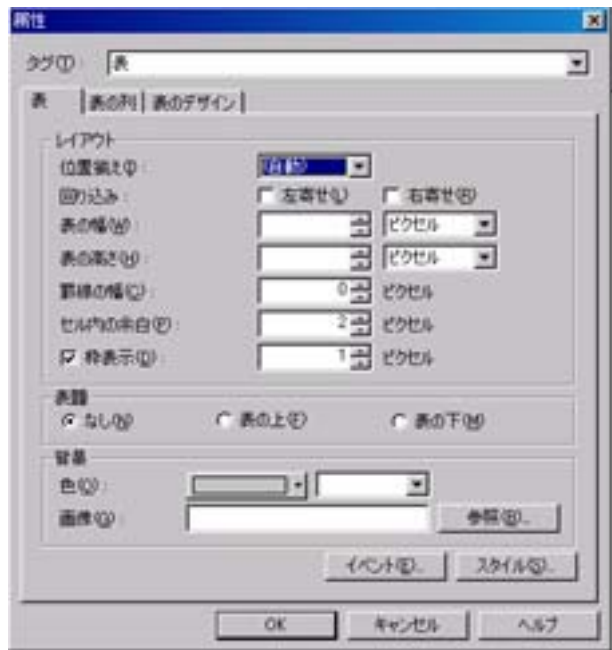 属性
タグ(T): 表
表 表の列 表のデザイン
レイアウト
位置揃え(I): (自動)
回り込み: 左寄せ(L) 右寄せ(R)
表の幅(W): ピクセル
表の高さ(H): ピクセル
罫線の幅(C): 0 ピクセル
セル内の余白(P): 2 ピクセル
枠表示(D): 1 ピクセル
表題
なし(N) 表の上(E) 表の下(M)
背景
色(Q):
画像(G): 参照(B)...
イベント(E)... スタイル(S)...
OK キャンセル ヘルプ